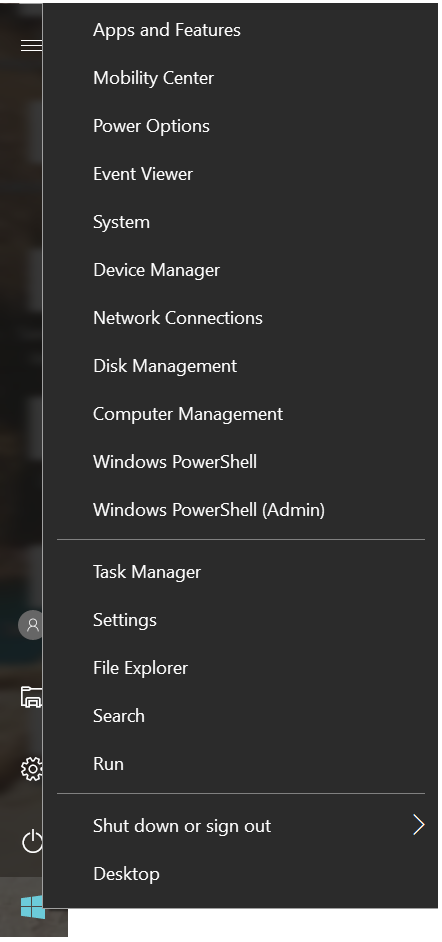 Apps and Features
Mobility Center
Power Options
Event Viewer
System
Device Manager
Network Connections
Disk Management
Computer Management
Windows PowerShell
Windows PowerShell (Admin)
Task Manager
Settings
File Explorer
Search
Run
Shut down or sign out
Desktop